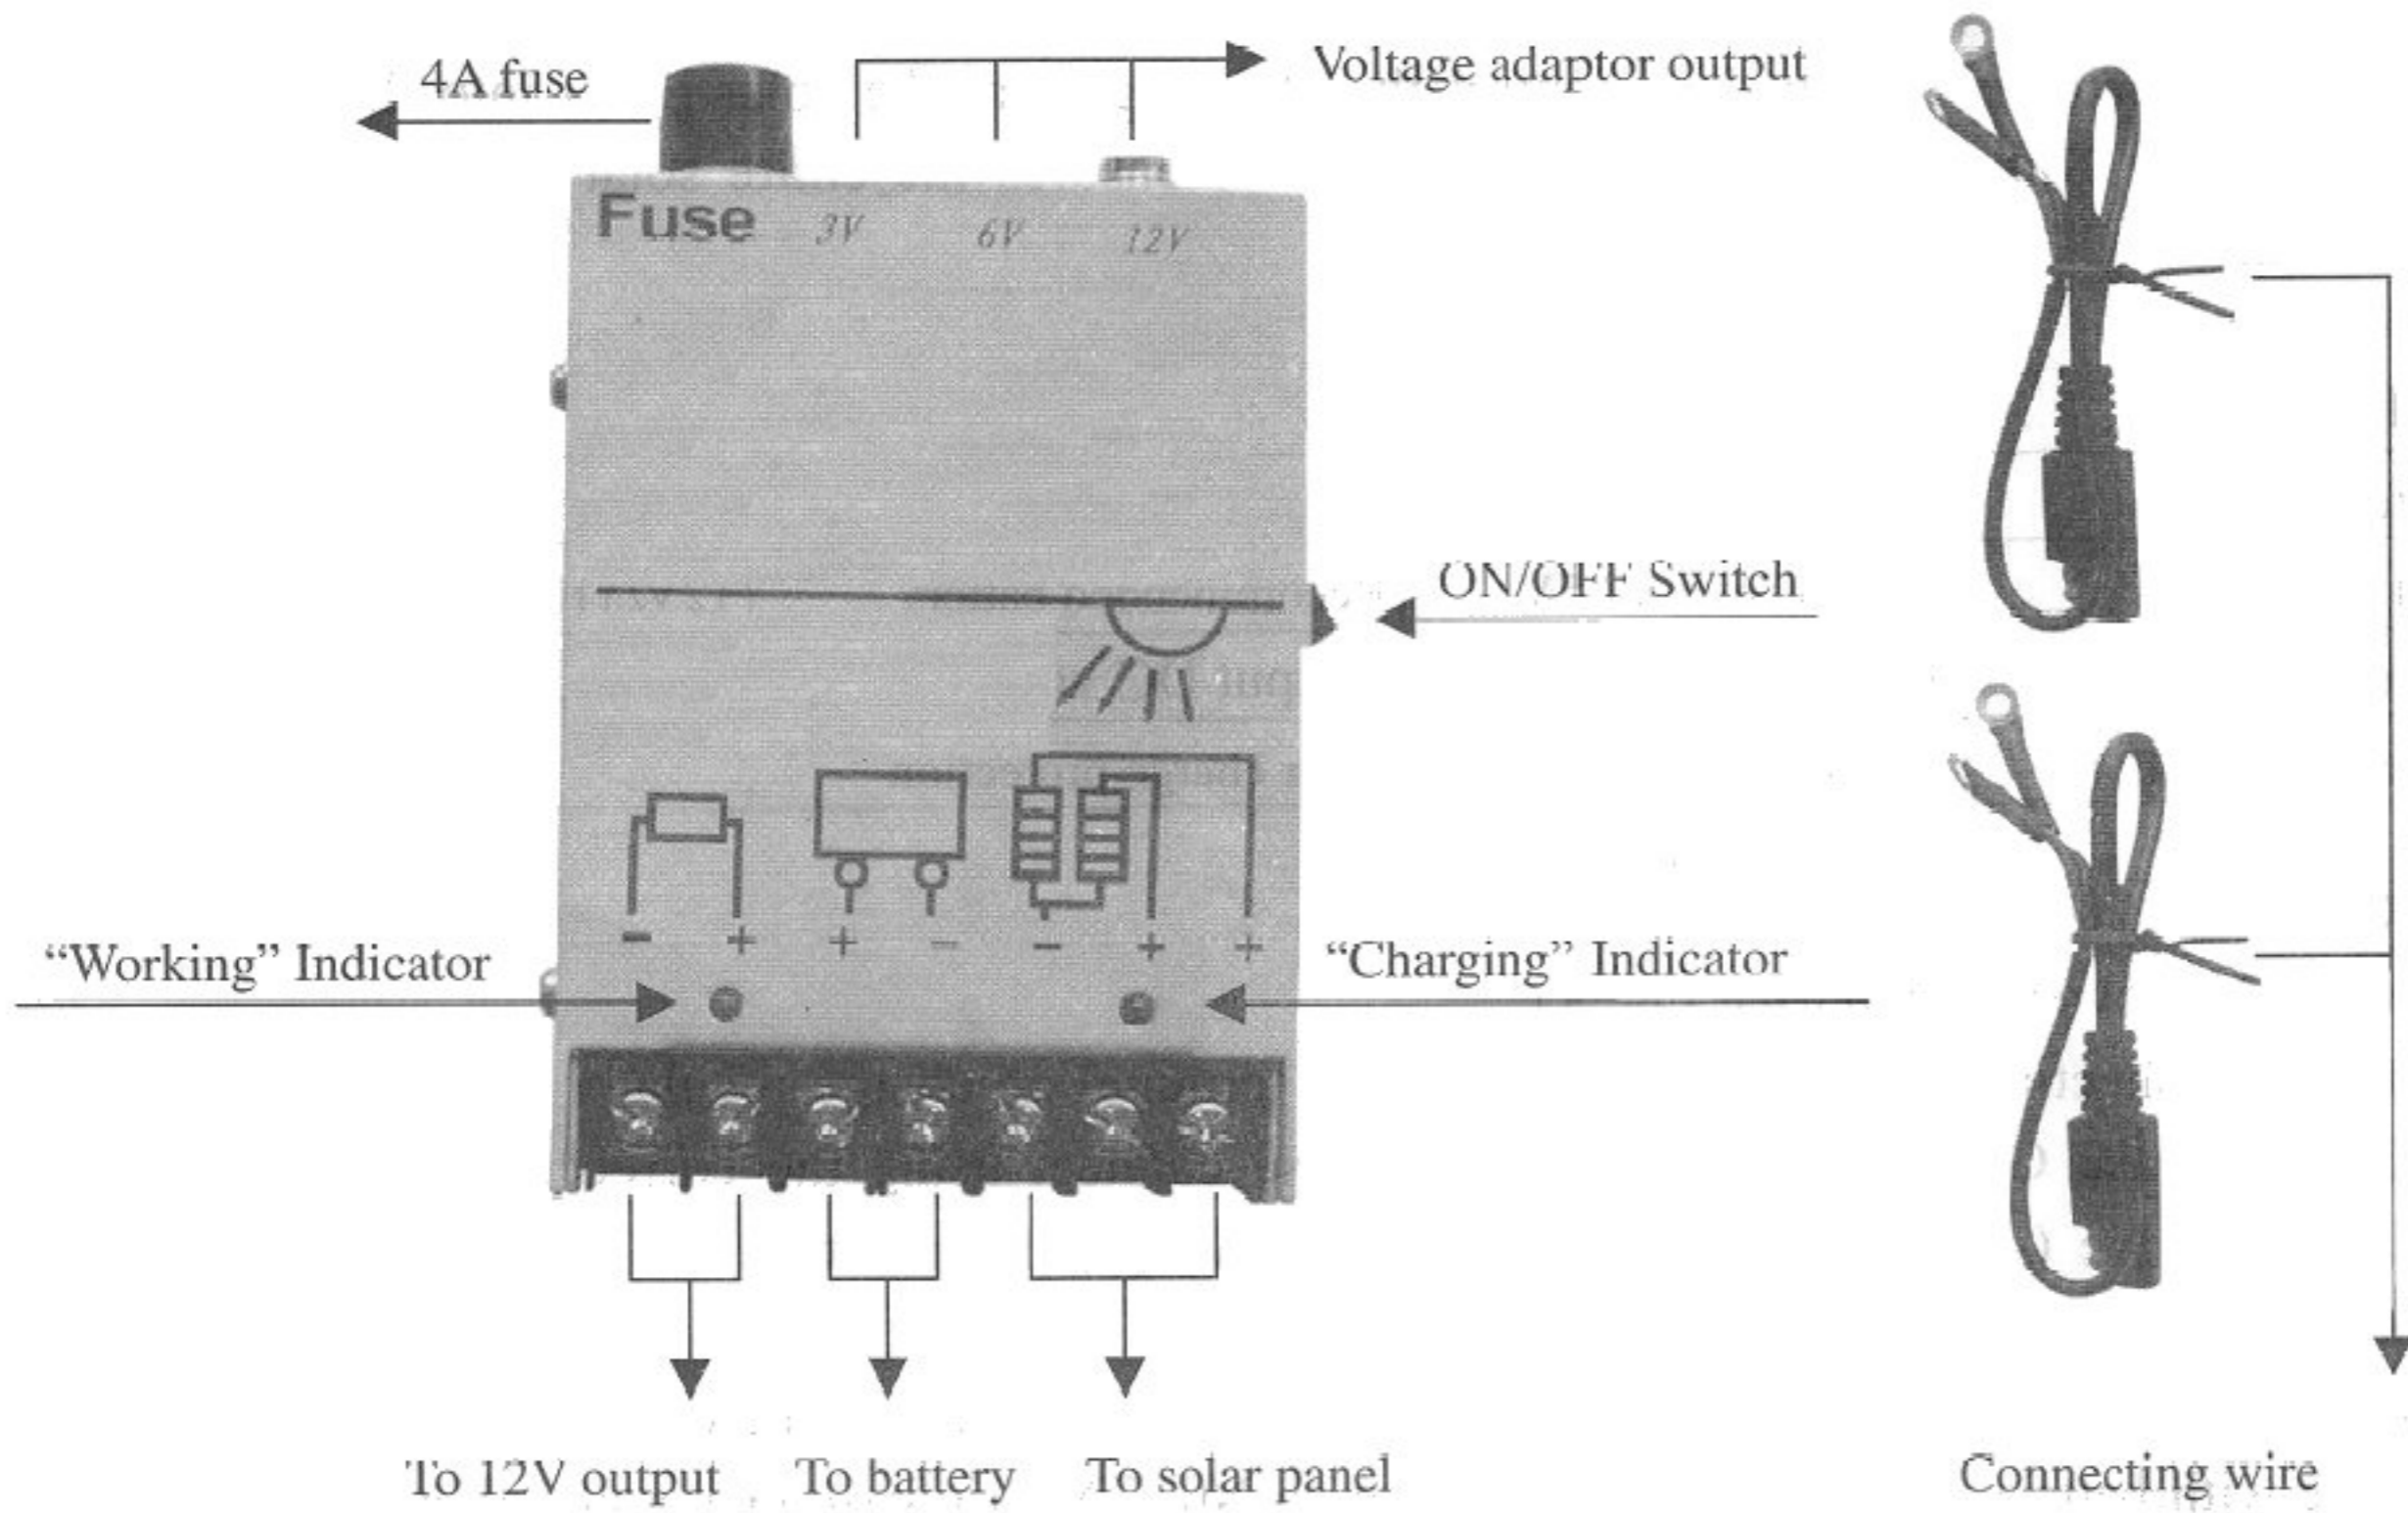 4A fuse
Voltage adaptor output
Fuse 3V 6V 12V
ON/OFF Switch
- + + - - + +
“Working” Indicator
“Charging” Indicator
To 12V output To battery To solar panel Connecting wire